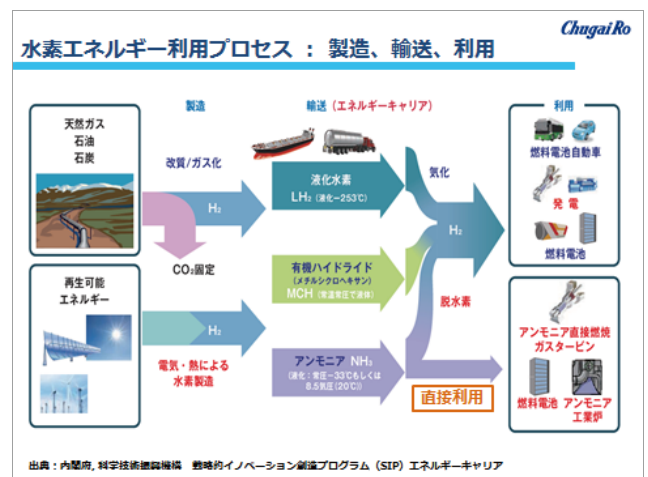 ChugaiRo
水素エネルギー利用プロセス ： 製造、輸送、利用
製造
輸送（エネルギーキャリア）
利用
天然ガス
石油
石炭
改質/ガス化
H₂
CO₂固定
再生可能
エネルギー
H₂
電気・熱による
水素製造
液化水素
LH₂（液化－253℃）
有機ハイドライド
（メチルシクロヘキサン）
MCH（常温常圧で液体）
アンモニア NH₃
（液化：常圧－33℃もしくは
8.5気圧（20℃））
気化
H₂
脱水素
直接利用
燃料電池自動車
発電
燃料電池
アンモニア直接燃焼
ガスタービン
燃料電池
アンモニア
工業炉
出典：内閣府, 科学技術振興機構 戦略的イノベーション創造プログラム（SIP）エネルギーキャリア